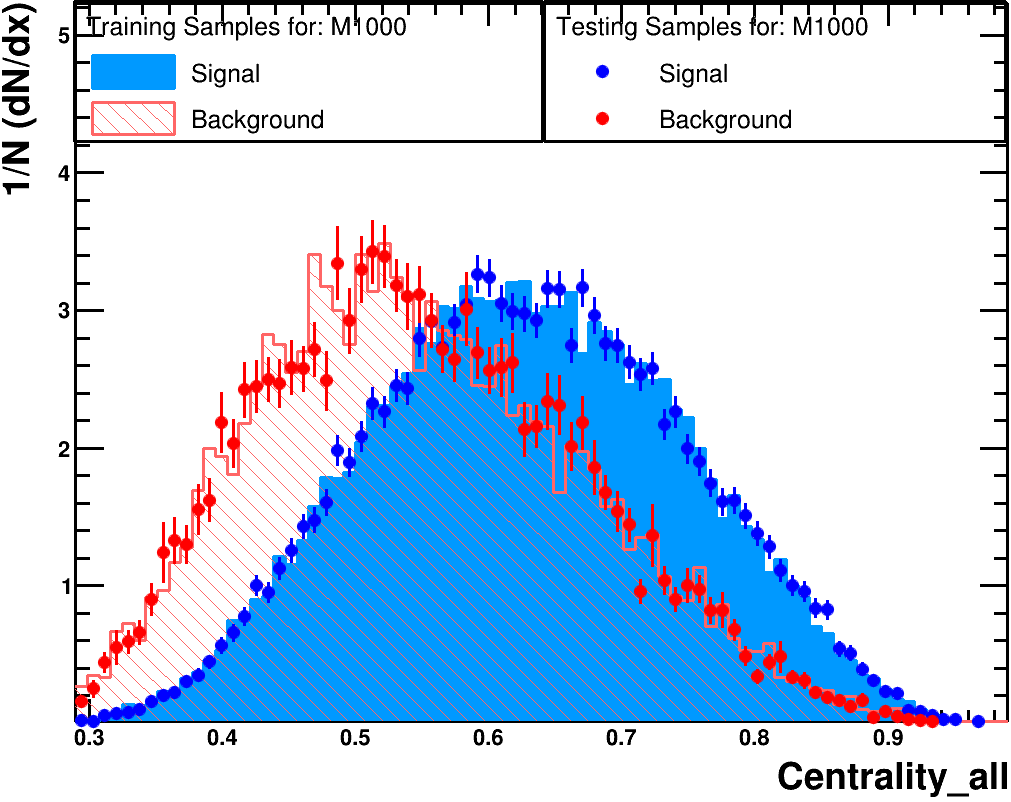 1/N (dN/dx)
Training Samples for: M1000
Signal
Background
Testing Samples for: M1000
Signal
Background
5
4
3
2
1
0.3 0.4 0.5 0.6 0.7 0.8 0.9
Centrality_all